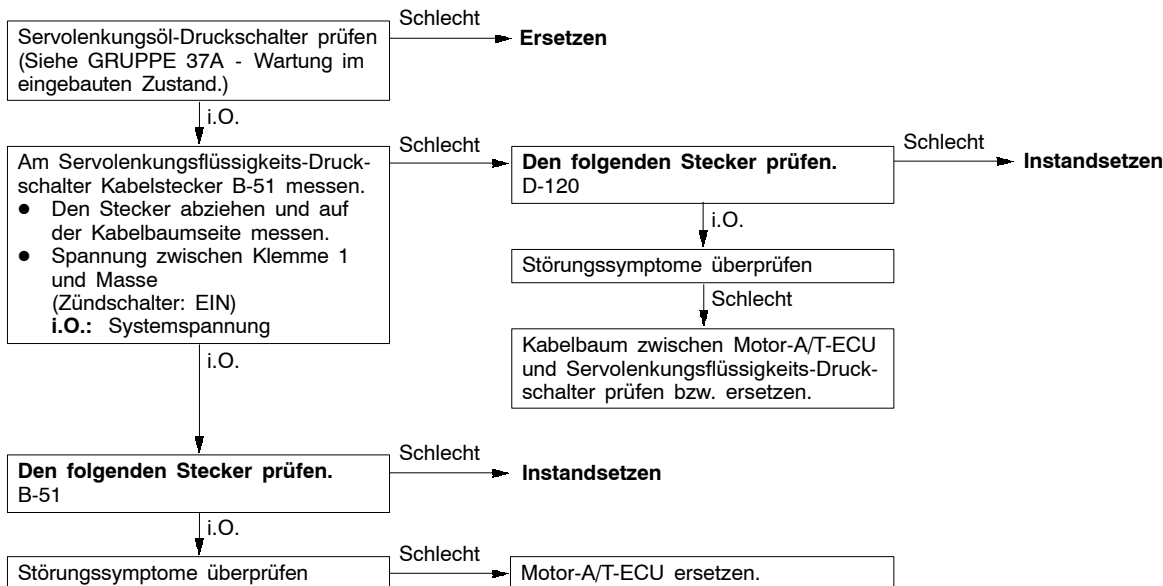 Servolenkungsöl-Druckschalter prüfen
(Siehe GRUPPE 37A - Wartung im
eingebauten Zustand.)
Schlecht
Ersetzen
i.O.
Am Servolenkungsflüssigkeits-Druck-
schalter Kabelstecker B-51 messen.
● Den Stecker abziehen und auf
der Kabelbaumseite messen.
● Spannung zwischen Klemme 1
und Masse
(Zündschalter: EIN)
i.O.: Systemspannung
Schlecht
Den folgenden Stecker prüfen.
D-120
Schlecht
Instandsetzen
i.O.
Störungssymptome überprüfen
Schlecht
Kabelbaum zwischen Motor-A/T-ECU
und Servolenkungsflüssigkeits-Druck-
schalter prüfen bzw. ersetzen.
i.O.
Den folgenden Stecker prüfen.
B-51
Schlecht
Instandsetzen
i.O.
Störungssymptome überprüfen
Schlecht
Motor-A/T-ECU ersetzen.